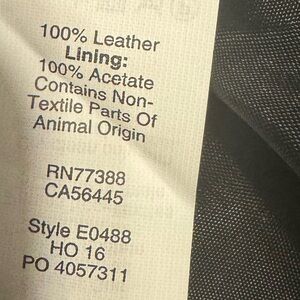 100% Leather
Lining:
100% Acetate
Contains Non-
Textile Parts Of
Animal Origin
RN77388
CA56445
Style E0488
HO 16
PO 4057311